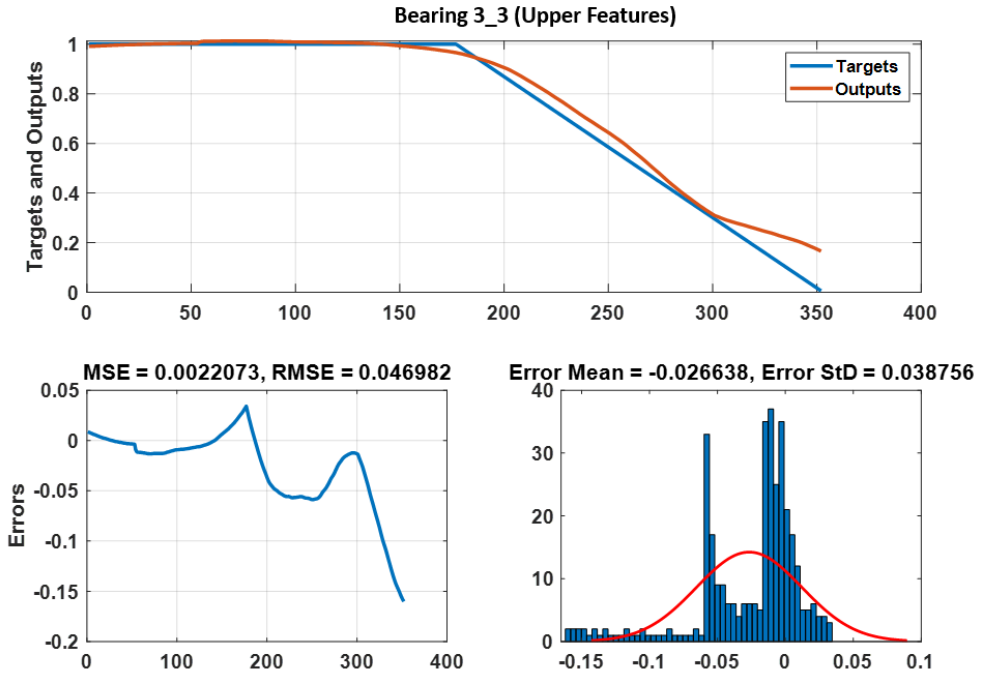 Bearing 3_3 (Upper Features)
Targets and Outputs
1
0.8
0.6
0.4
0.2
0
0 50 100 150 200 250 300 350 400
Targets
Outputs
MSE = 0.0022073, RMSE = 0.046982
Errors
0.05
0
-0.05
-0.1
-0.15
-0.2
0 100 200 300 400
Error Mean = -0.026638, Error StD = 0.038756
40
30
20
10
0
-0.15 -0.1 -0.05 0 0.05 0.1